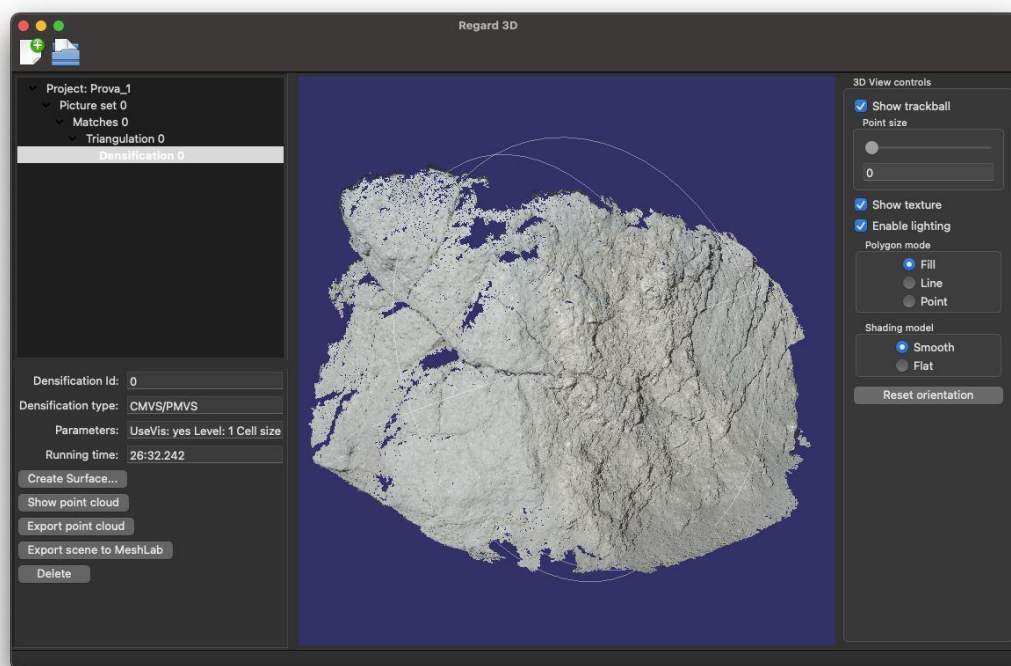 Regard 3D
Project: Prova_1
Picture set 0
Matches 0
Triangulation 0
Densification 0
Densification Id: 0
Densification type: CMVS/PMVS
Parameters: UseVis: yes Level: 1 Cell size
Running time: 26:32.242
Create Surface...
Show point cloud
Export point cloud
Export scene to MeshLab
Delete
3D View controls
Show trackball
Point size
0
Show texture
Enable lighting
Polygon mode
Fill
Line
Point
Shading model
Smooth
Flat
Reset orientation